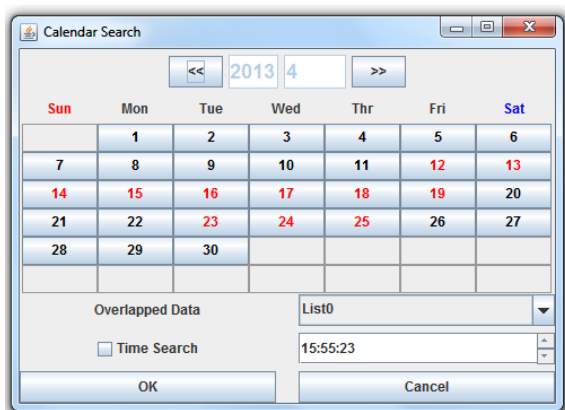 Calendar Search
<< 2013 4 >>
Sun Mon Tue Wed Thr Fri Sat
1 2 3 4 5 6
7 8 9 10 11 12 13
14 15 16 17 18 19 20
21 22 23 24 25 26 27
28 29 30
Overlapped Data List0
Time Search 15:55:23
OK Cancel